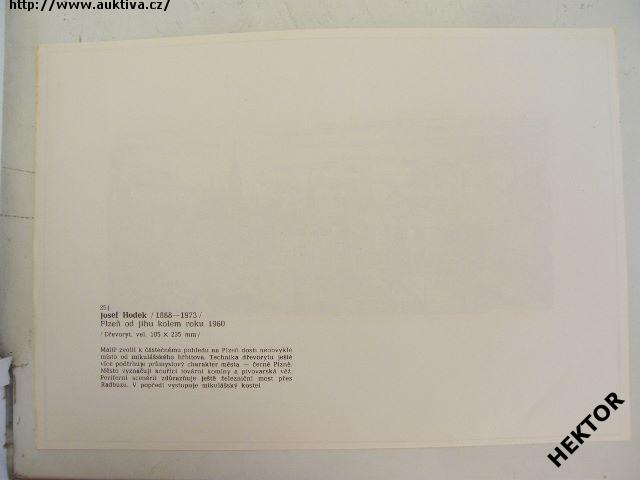 http://www.auktiva.cz/
25 |
Josef Hodek / 1888—1973 /
Plzeň od jihu kolem roku 1960
/ Dřevoryt, vel. 105 × 235 mm /
Malíř zvolil k částečnému pohledu na Plzeň dosti neobvyklé
místo od mikulášského hřbitova. Technika dřevorytu ještě
více podtrhuje průmyslový charakter města — černé Plzně.
Město vyznačují kouřící tovární komíny a pivovarská věž.
Periferní scenérii zdůrazňuje ještě železniční most přes
Radbuzu. V popředí vystupuje mikulášský kostel
HEKTOR